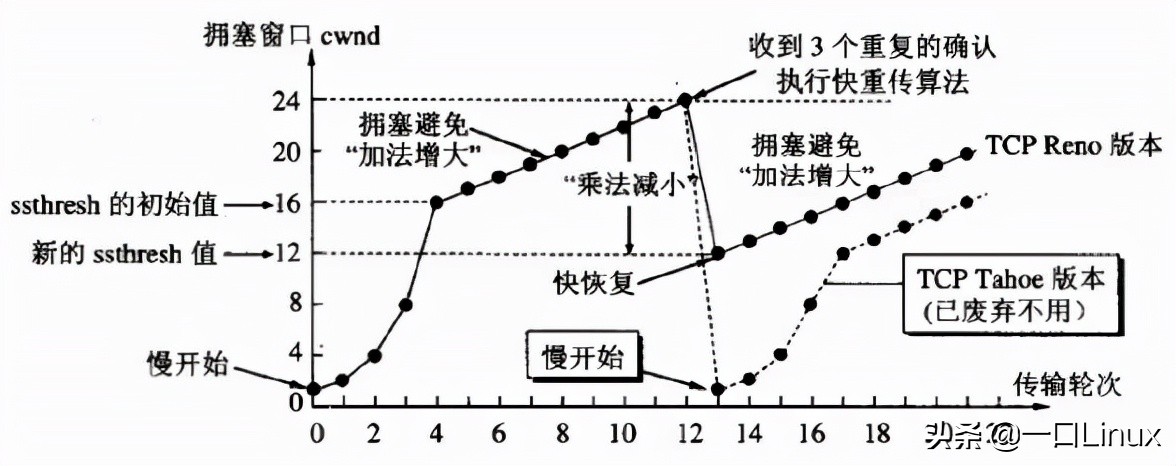 拥塞窗口 cwnd
收到 3 个重复的确认
执行快重传算法
24
拥塞避免
“加法增大”
拥塞避免
“加法增大”
TCP Reno 版本
20
“乘法减小”
ssthresh 的初始值
16
新的 ssthresh 值
12
快恢复
TCP Tahoe 版本
(已废弃不用)
8
慢开始
4
慢开始
传输轮次
0
0 2 4 6 8 10 12 14 16 18
头条 @一口Linux